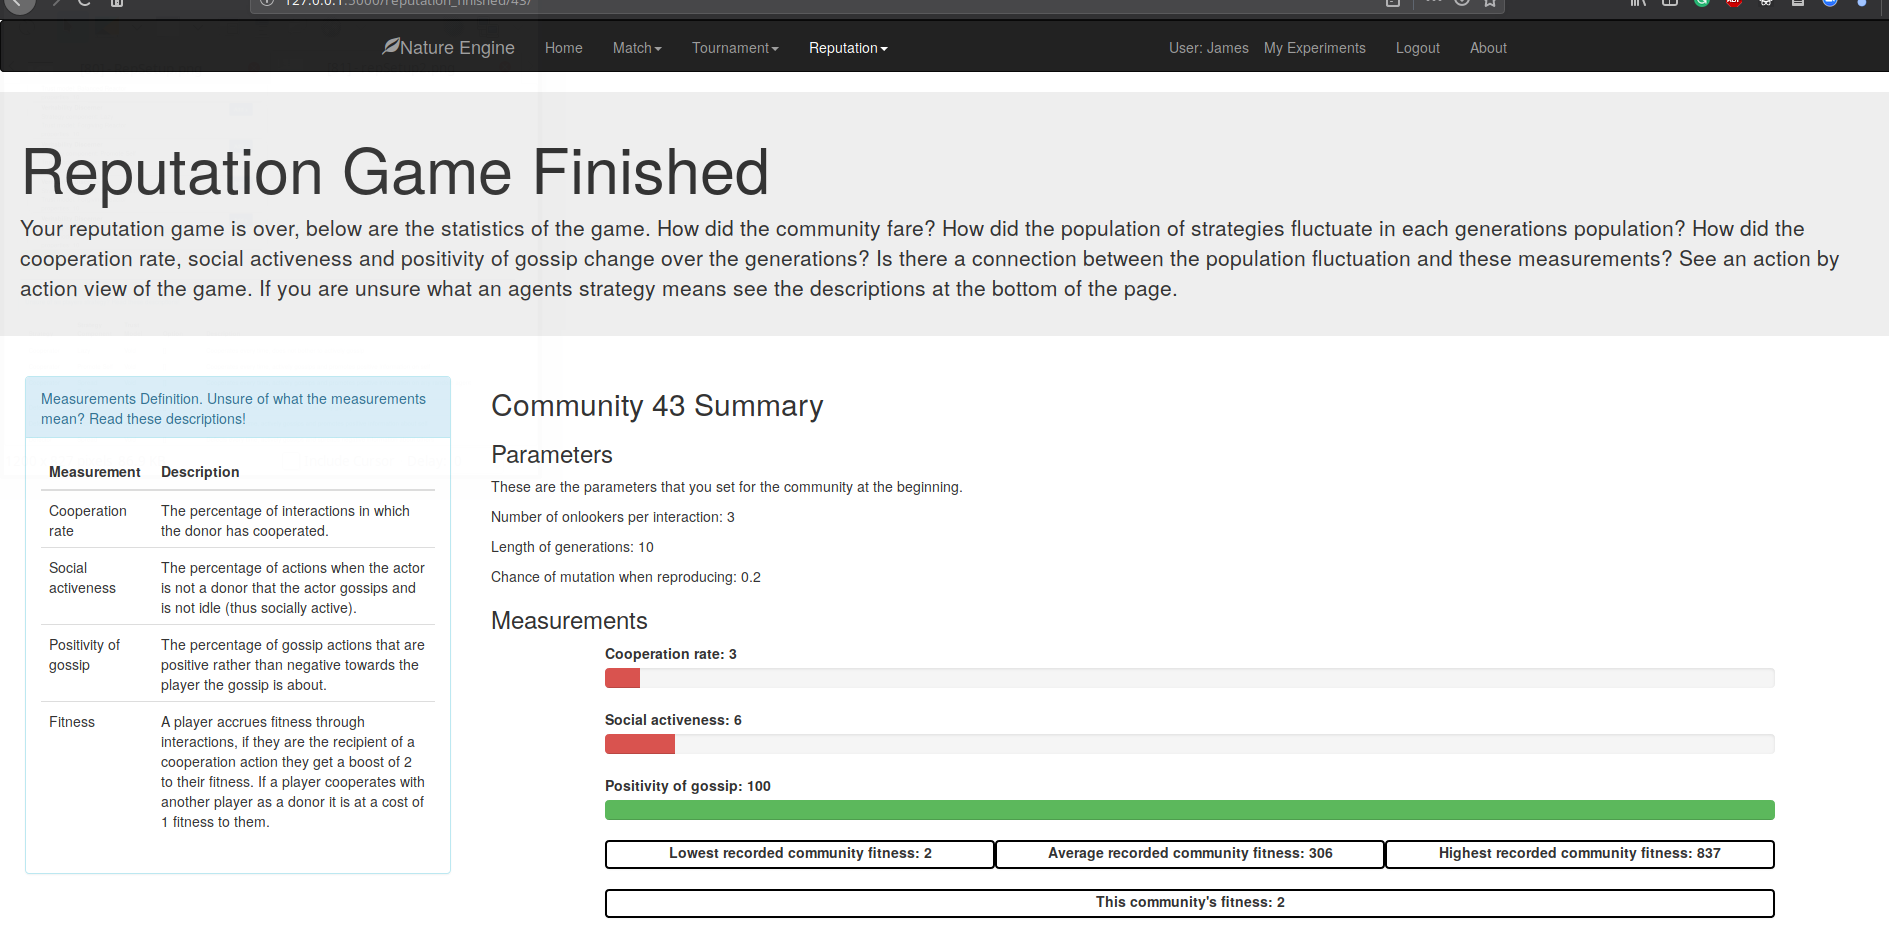 127.0.0.1:5000/reputation_finished/43/
Nature Engine Home Match Tournament Reputation User: James My Experiments Logout About
Reputation Game Finished
Your reputation game is over, below are the statistics of the game. How did the community fare? How did the population of strategies fluctuate in each generations population? How did the
cooperation rate, social activeness and positivity of gossip change over the generations? Is there a connection between the population fluctuation and these measurements? See an action by
action view of the game. If you are unsure what an agents strategy means see the descriptions at the bottom of the page.
Measurements Definition. Unsure of what the measurements
mean? Read these descriptions!
Measurement Description
Cooperation
rate
The percentage of interactions in which
the donor has cooperated.
Social
activeness
The percentage of actions when the actor
is not a donor that the actor gossips and
is not idle (thus socially active).
Positivity of
gossip
The percentage of gossip actions that are
positive rather than negative towards the
player the gossip is about.
Fitness
A player accrues fitness through
interactions, if they are the recipient of a
cooperation action they get a boost of 2
to their fitness. If a player cooperates with
another player as a donor it is at a cost of
1 fitness to them.
Community 43 Summary
Parameters
These are the parameters that you set for the community at the beginning.
Number of onlookers per interaction: 3
Length of generations: 10
Chance of mutation when reproducing: 0.2
Measurements
Cooperation rate: 3
Social activeness: 6
Positivity of gossip: 100
Lowest recorded community fitness: 2
Average recorded community fitness: 306
Highest recorded community fitness: 837
This community's fitness: 2